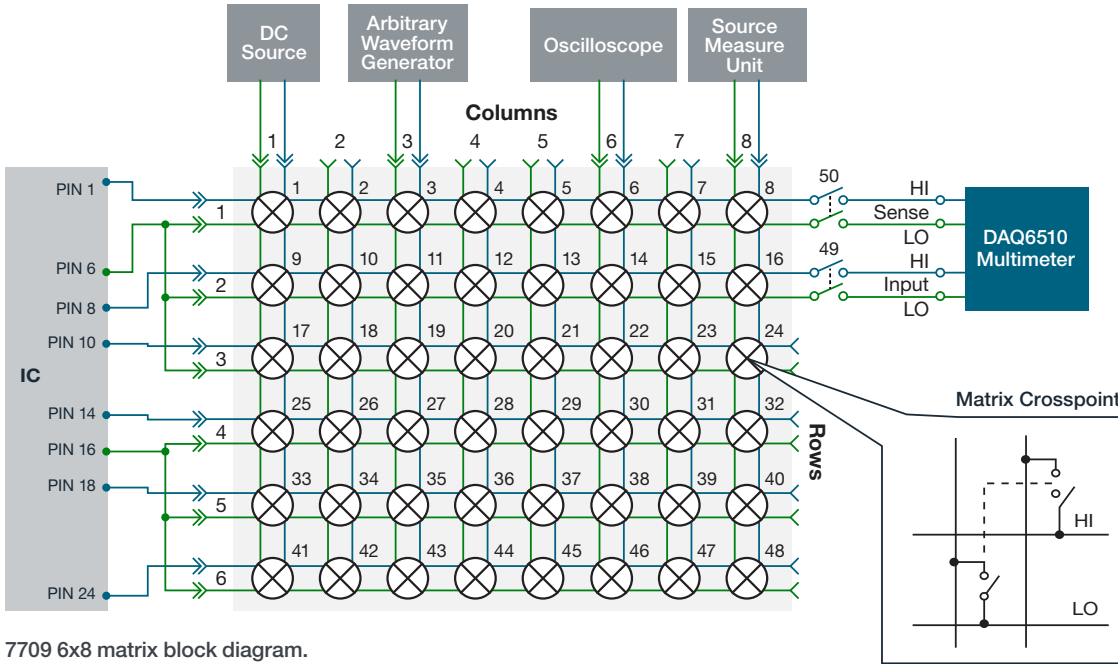 DC
Source
Arbitrary
Waveform
Generator
Oscilloscope
Source
Measure
Unit
Columns
1 2 3 4 5 6 7 8
IC
PIN 1
PIN 6
PIN 8
PIN 10
PIN 14
PIN 16
PIN 18
PIN 24
1 1 2 3 4 5 6 7 8
2 9 10 11 12 13 14 15 16
3 17 18 19 20 21 22 23 24
4 25 26 27 28 29 30 31 32
5 33 34 35 36 37 38 39 40
6 41 42 43 44 45 46 47 48
Rows
50
HI
Sense
LO
49
HI
Input
LO
DAQ6510
Multimeter
Matrix Crosspoint
HI
LO
7709 6x8 matrix block diagram.